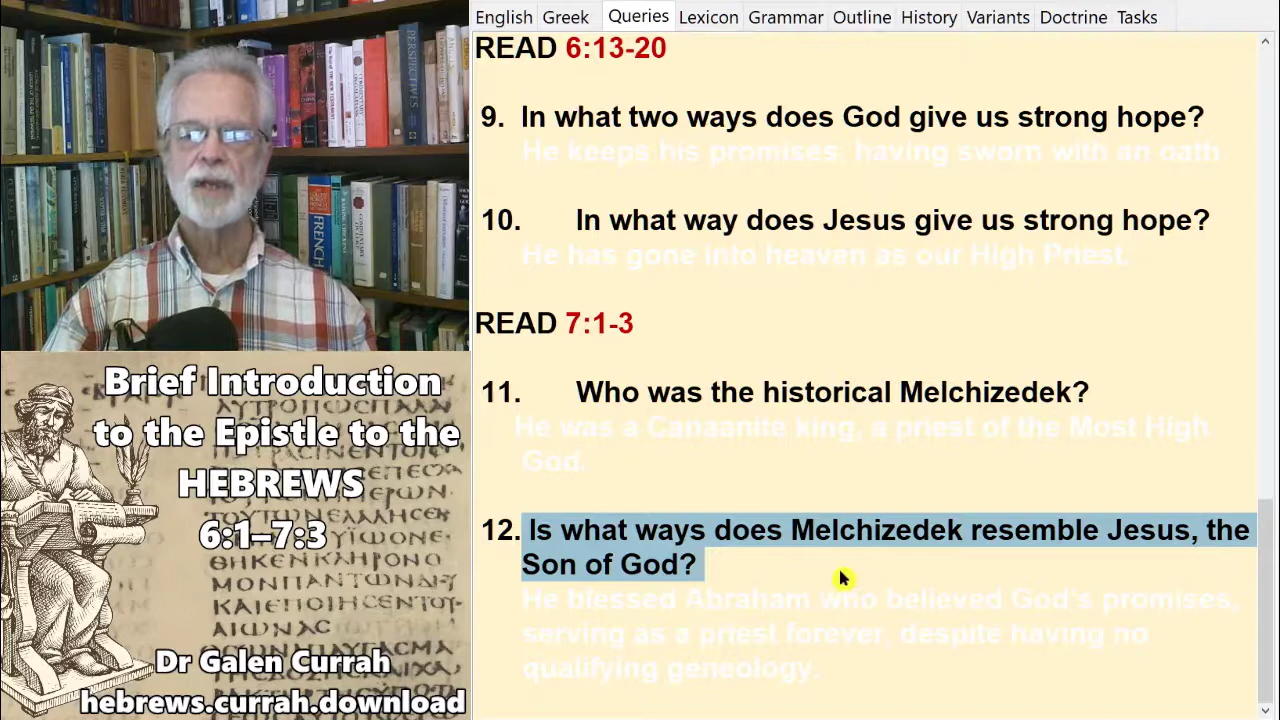 English Greek Queries Lexicon Grammar Outline History Variants Doctrine Tasks
READ 6:13-20
9. In what two ways does God give us strong hope?
He keeps his promises, having sworn with an oath
10. In what way does Jesus give us strong hope?
He has gone into heaven as our High Priest.
READ 7:1-3
11. Who was the historical Melchizedek?
He was a Canaanite king, a priest of the Most High
God.
12. Is what ways does Melchizedek resemble Jesus, the
Son of God?
He blessed Abraham who believed God's promises,
serving as a priest forever, despite having no
qualifying geneology.
PERSPECTIVES
FRENCH
Brief Introduction
to the Epistle to the
HEBREWS
6:1–7:3
ΘΗΚΕΝΚΛΗΡΟΝΟ
ΜΟΝΠΑΝΤΩΝΔΙ
ΚΑΙΕΠΟΙΗCΕΝΤΟΥ
ΑΙΩΝΑC
Dr Galen Currah
hebrews.currah.download